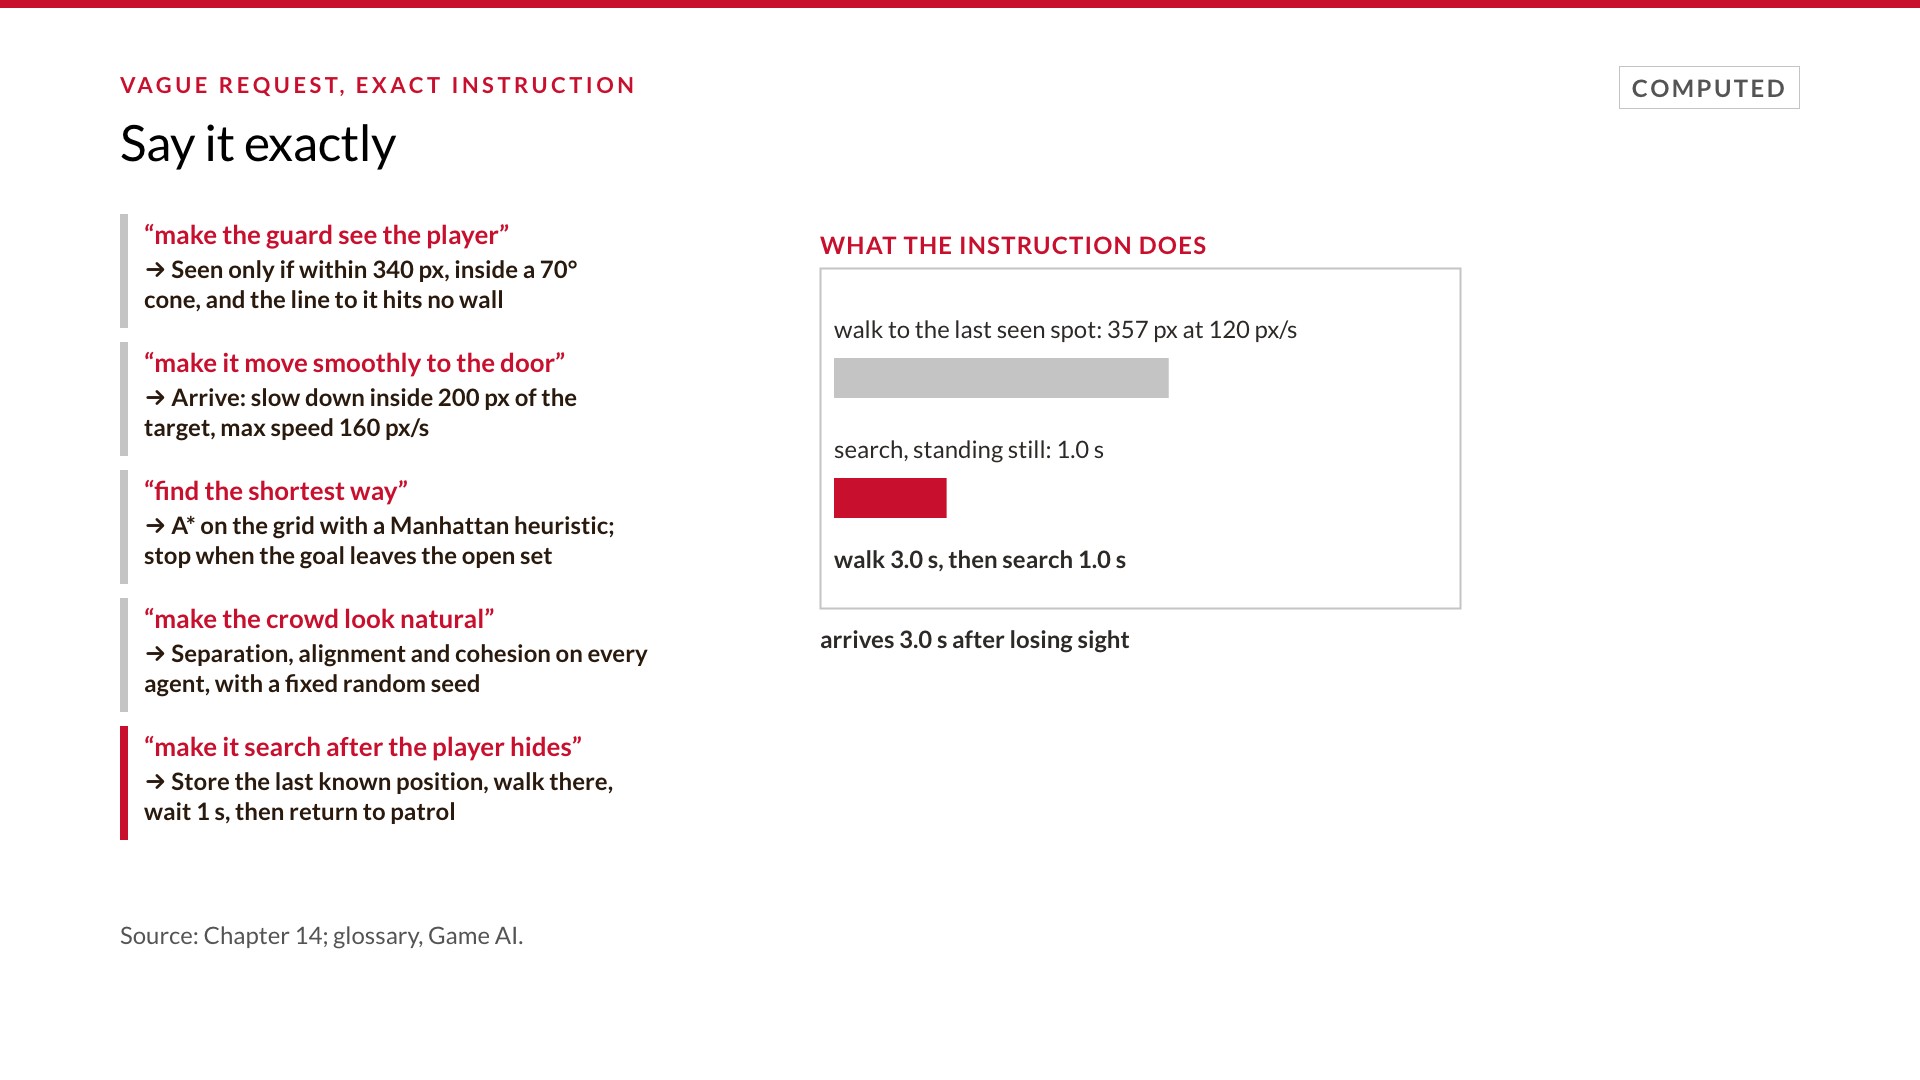 VAGUE REQUEST, EXACT INSTRUCTION
COMPUTED
Say it exactly
“make the guard see the player”
→ Seen only if within 340 px, inside a 70°
cone, and the line to it hits no wall
“make it move smoothly to the door”
→ Arrive: slow down inside 200 px of the
target, max speed 160 px/s
“find the shortest way”
→ A* on the grid with a Manhattan heuristic;
stop when the goal leaves the open set
“make the crowd look natural”
→ Separation, alignment and cohesion on every
agent, with a fixed random seed
“make it search after the player hides”
→ Store the last known position, walk there,
wait 1 s, then return to patrol
WHAT THE INSTRUCTION DOES
walk to the last seen spot: 357 px at 120 px/s
search, standing still: 1.0 s
walk 3.0 s, then search 1.0 s
arrives 3.0 s after losing sight
Source: Chapter 14; glossary, Game AI.